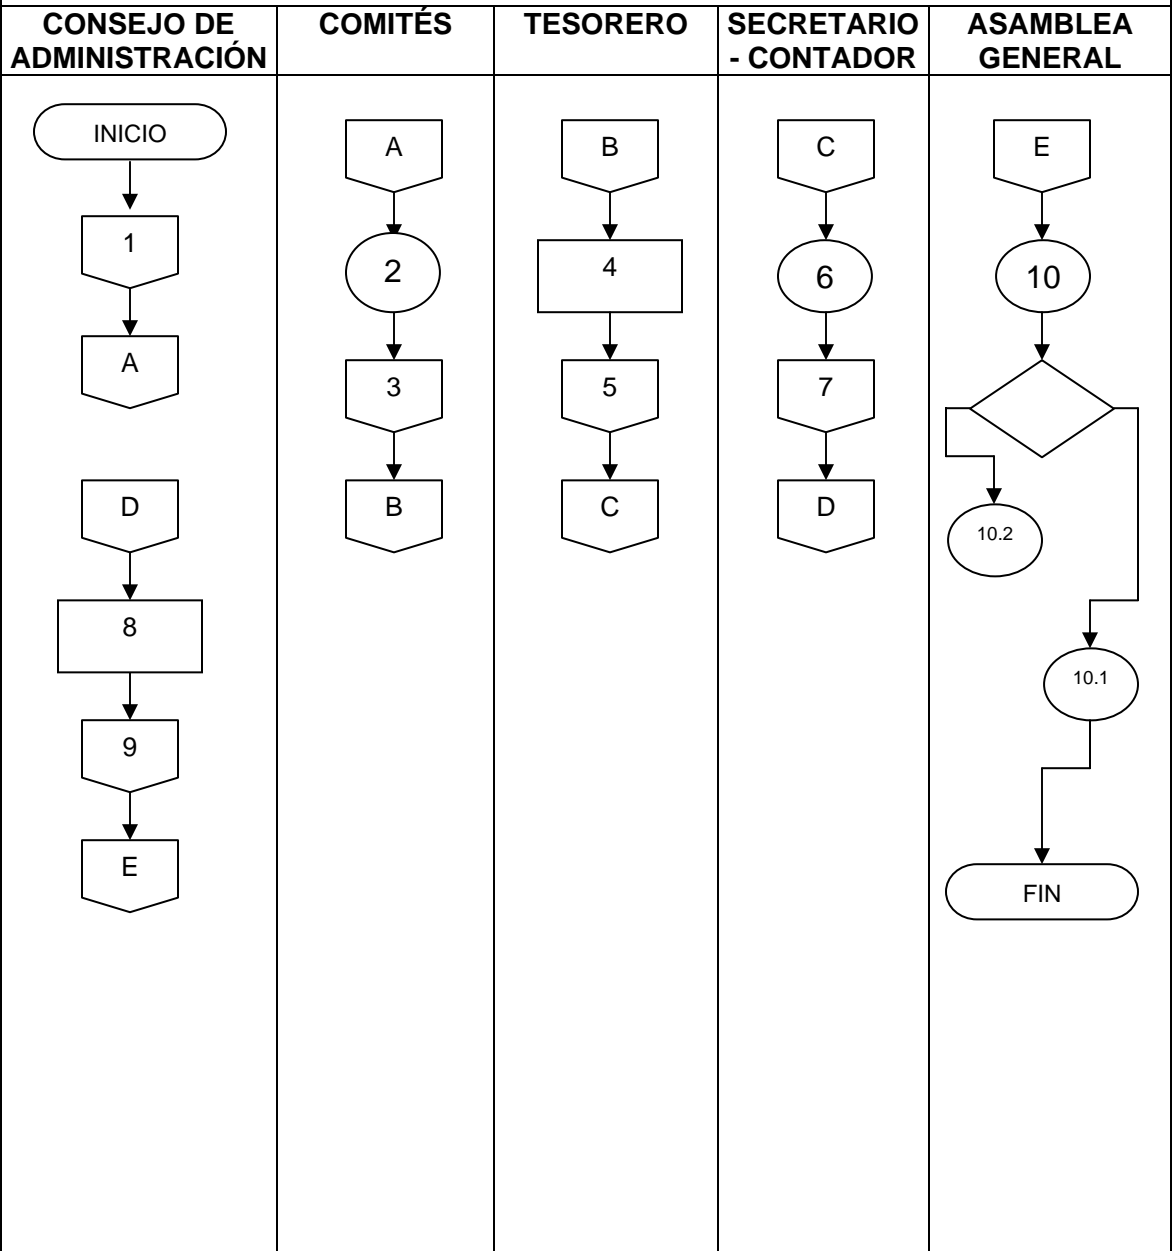 CONSEJO DE
ADMINISTRACIÓN
COMITÉS
TESORERO
SECRETARIO
- CONTADOR
ASAMBLEA
GENERAL
INICIO
1
A
D
8
9
E
A
2
3
B
B
4
5
C
C
6
7
D
E
10
10.2
10.1
FIN